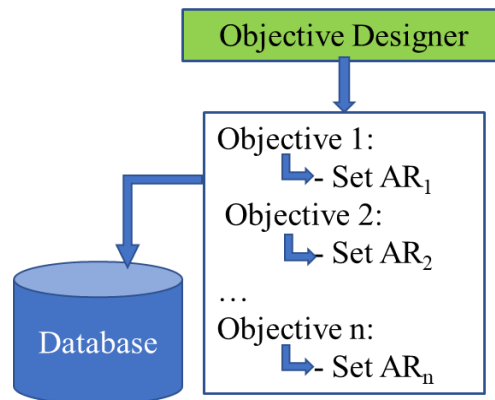 Objective Designer
Objective 1:
- Set AR₁
Objective 2:
- Set AR₂
...
Objective n:
- Set ARₙ
Database